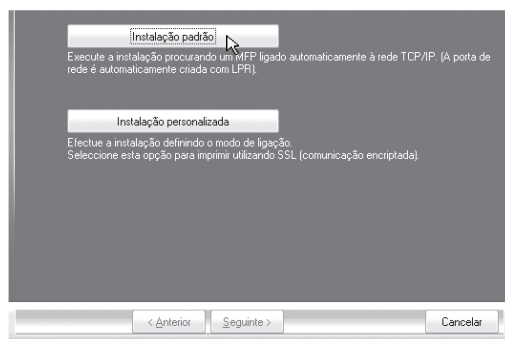 Instalação padrão
Execute a instalação procurando um MFP ligado automaticamente à rede TCP/IP. (A porta de
rede é automaticamente criada com LPR).
Instalação personalizada
Efectue a instalação definindo o modo de ligação.
Seleccione esta opção para imprimir utilizando SSL (comunicação encriptada).
< Anterior Seguinte > Cancelar